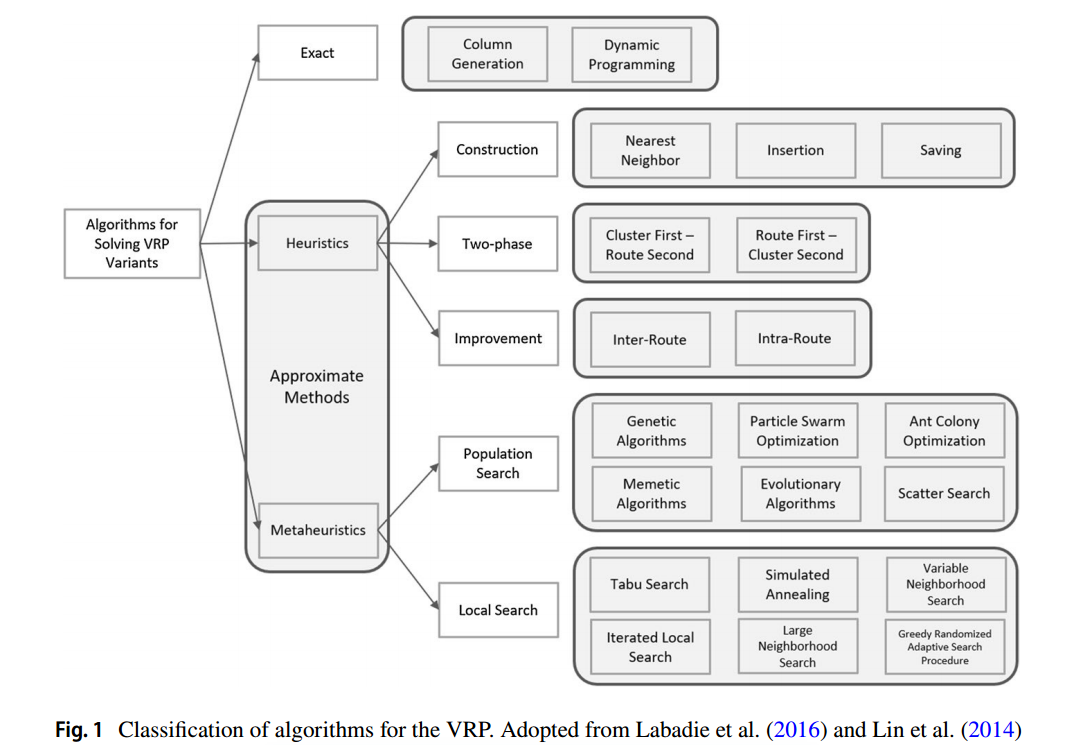 Exact
Column
Generation
Dynamic
Programming
Construction
Nearest
Neighbor
Insertion
Saving
Algorithms for
Solving VRP
Variants
Heuristics
Two-phase
Cluster First –
Route Second
Route First –
Cluster Second
Improvement
Inter-Route
Intra-Route
Approximate
Methods
Population
Search
Genetic
Algorithms
Particle Swarm
Optimization
Ant Colony
Optimization
Memetic
Algorithms
Evolutionary
Algorithms
Scatter Search
Metaheuristics
Local Search
Tabu Search
Simulated
Annealing
Variable
Neighborhood
Search
Iterated Local
Search
Large
Neighborhood
Search
Greedy Randomized
Adaptive Search
Procedure
Fig. 1 Classification of algorithms for the VRP. Adopted from Labadie et al. (2016) and Lin et al. (2014)